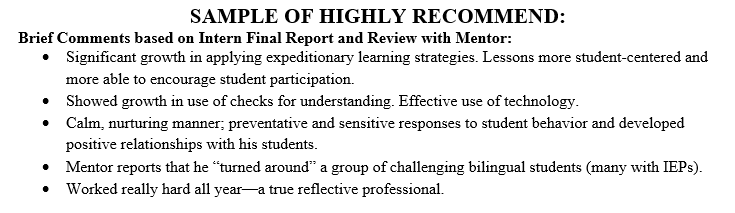 SAMPLE OF HIGHLY RECOMMEND:
Brief Comments based on Intern Final Report and Review with Mentor:
• Significant growth in applying expeditionary learning strategies. Lessons more student-centered and
more able to encourage student participation.
• Showed growth in use of checks for understanding. Effective use of technology.
• Calm, nurturing manner; preventative and sensitive responses to student behavior and developed
positive relationships with his students.
• Mentor reports that he “turned around” a group of challenging bilingual students (many with IEPs).
• Worked really hard all year—a true reflective professional.